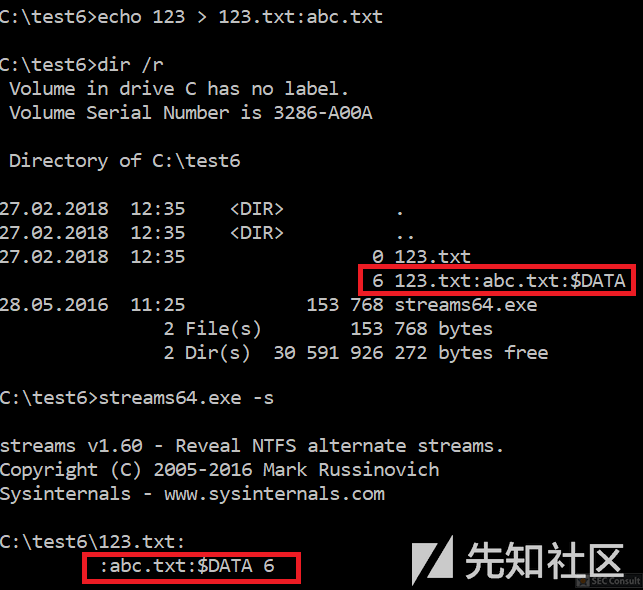 C:\test6>echo 123 > 123.txt:abc.txt
C:\test6>dir /r
Volume in drive C has no label.
Volume Serial Number is 3286-A00A
Directory of C:\test6
27.02.2018 12:35 <DIR> .
27.02.2018 12:35 <DIR> ..
27.02.2018 12:35 0 123.txt
6 123.txt:abc.txt:$DATA
28.05.2016 11:25 153 768 streams64.exe
2 File(s) 153 768 bytes
2 Dir(s) 30 591 926 272 bytes free
C:\test6>streams64.exe -s
streams v1.60 - Reveal NTFS alternate streams.
Copyright (C) 2005-2016 Mark Russinovich
Sysinternals - www.sysinternals.com
C:\test6\123.txt:
:abc.txt:$DATA 6
先知社区
SEC Consult